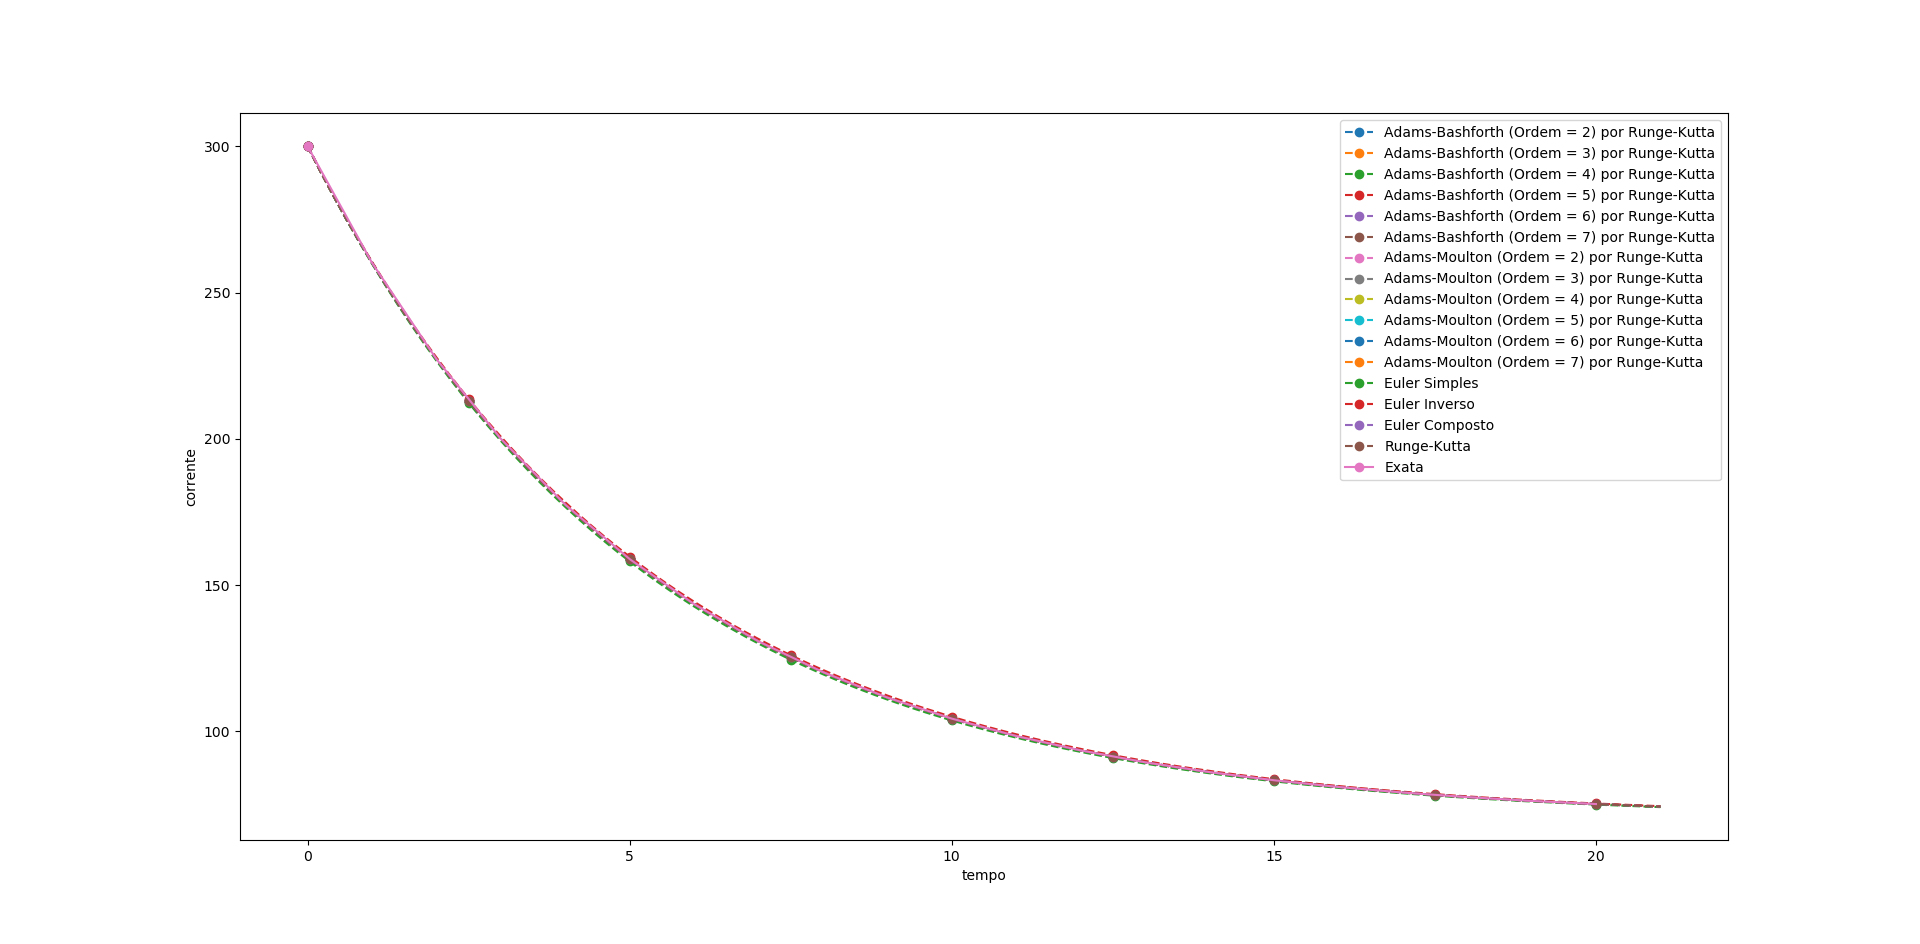 300
250
200
150
100
corrente
0
5
10
15
20
tempo
Adams-Bashforth (Ordem = 2) por Runge-Kutta
Adams-Bashforth (Ordem = 3) por Runge-Kutta
Adams-Bashforth (Ordem = 4) por Runge-Kutta
Adams-Bashforth (Ordem = 5) por Runge-Kutta
Adams-Bashforth (Ordem = 6) por Runge-Kutta
Adams-Bashforth (Ordem = 7) por Runge-Kutta
Adams-Moulton (Ordem = 2) por Runge-Kutta
Adams-Moulton (Ordem = 3) por Runge-Kutta
Adams-Moulton (Ordem = 4) por Runge-Kutta
Adams-Moulton (Ordem = 5) por Runge-Kutta
Adams-Moulton (Ordem = 6) por Runge-Kutta
Adams-Moulton (Ordem = 7) por Runge-Kutta
Euler Simples
Euler Inverso
Euler Composto
Runge-Kutta
Exata